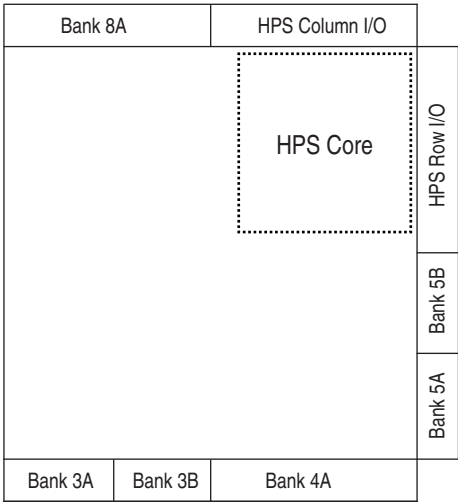 Bank 8A
HPS Column I/O
HPS Core
HPS Row I/O
Bank 5B
Bank 5A
Bank 3A
Bank 3B
Bank 4A